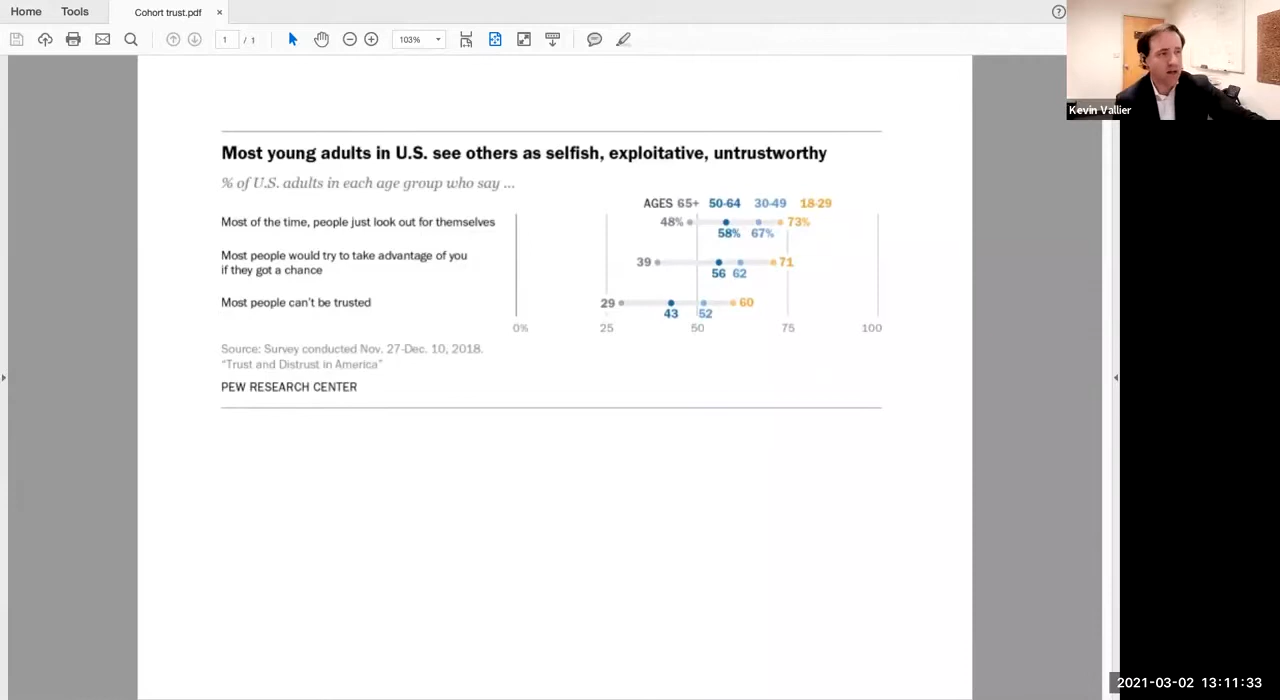 Home Tools Cohort trust.pdf ×
1 / 1 103%
Kevin Vallier
Most young adults in U.S. see others as selfish, exploitative, untrustworthy
% of U.S. adults in each age group who say ...
AGES 65+ 50-64 30-49 18-29
Most of the time, people just look out for themselves 48% 73%
58% 67%
Most people would try to take advantage of you
if they got a chance 39 71
56 62
Most people can't be trusted 29 60
43 52
0% 25 50 75 100
Source: Survey conducted Nov. 27-Dec. 10, 2018.
“Trust and Distrust in America”
PEW RESEARCH CENTER
2021-03-02 13:11:33